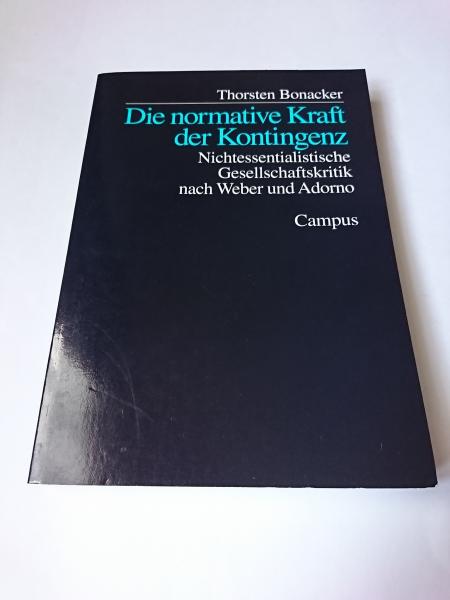 Thorsten Bonacker
Die normative Kraft
der Kontingenz
Nichtessentialistische
Gesellschaftskritik
nach Weber und Adorno
Campus